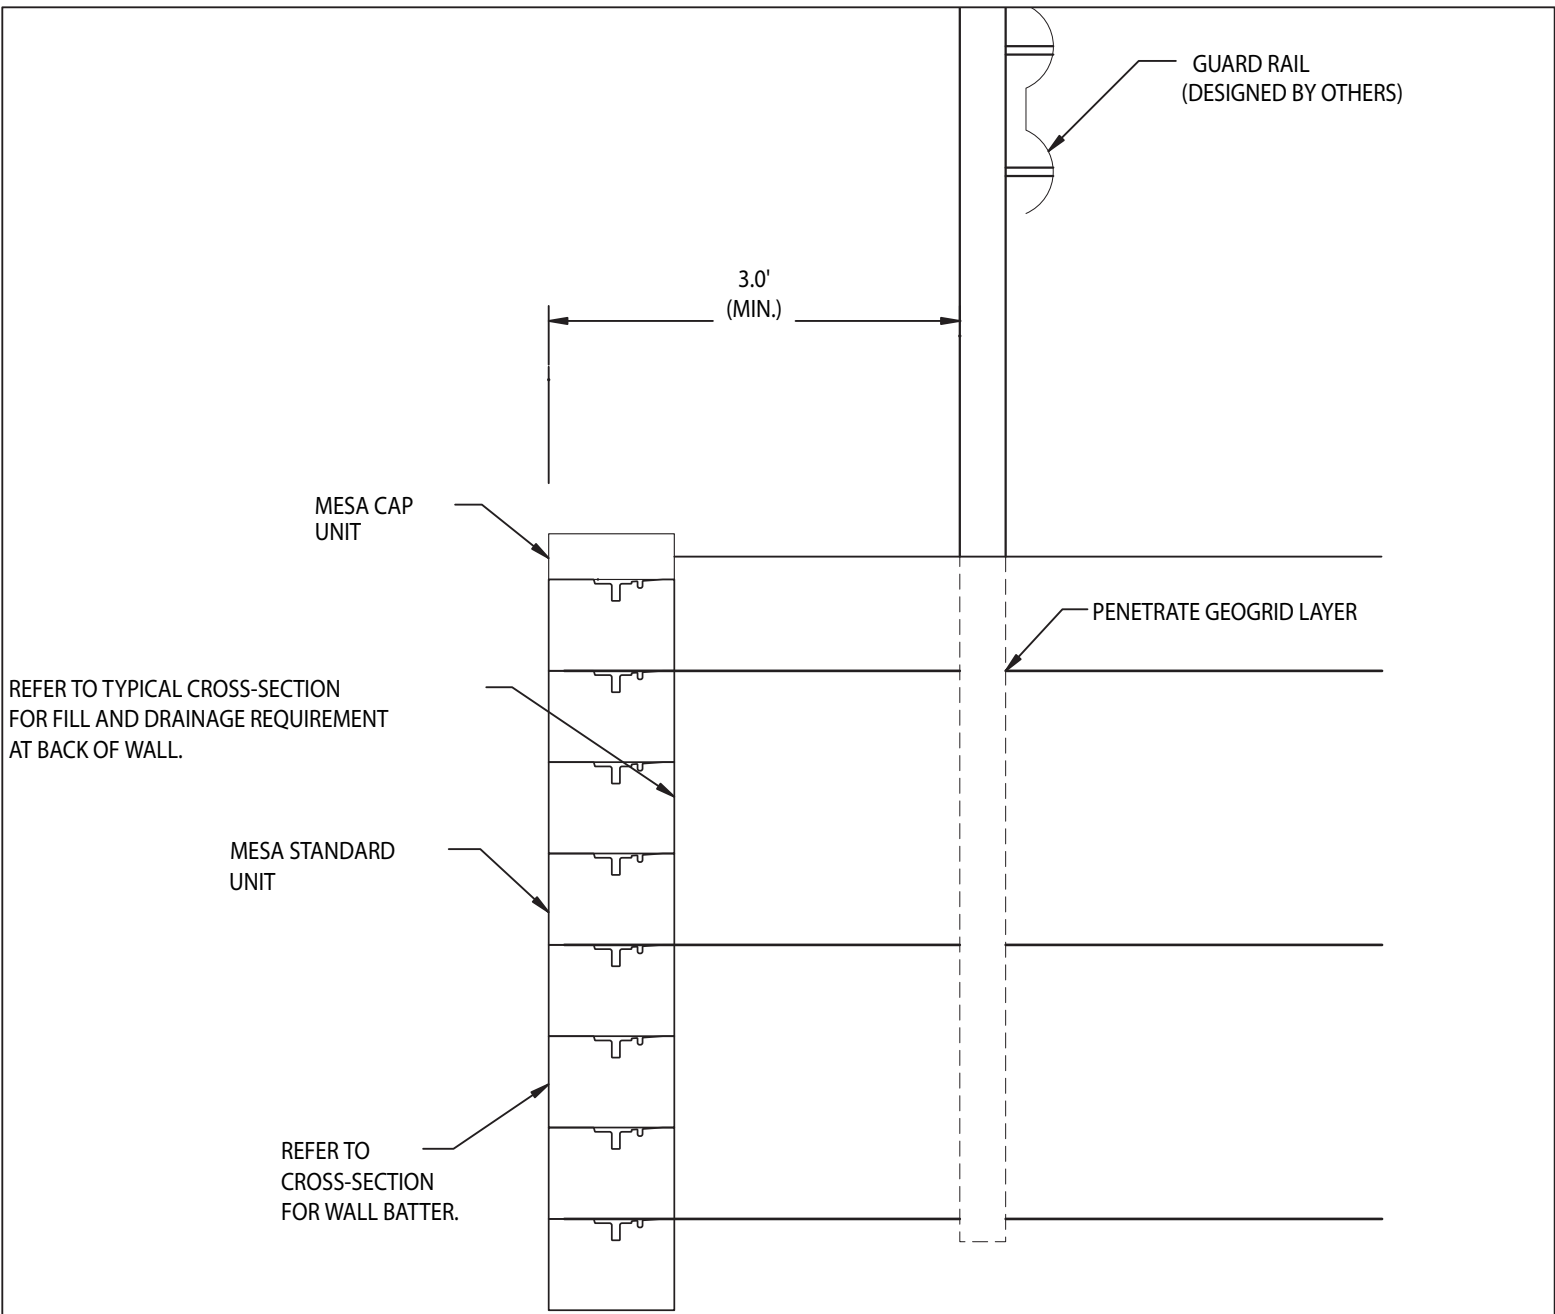 GUARD RAIL
(DESIGNED BY OTHERS)
3.0'
(MIN.)
MESA CAP
UNIT
PENETRATE GEOGRID LAYER
REFER TO TYPICAL CROSS-SECTION
FOR FILL AND DRAINAGE REQUIREMENT
AT BACK OF WALL.
MESA STANDARD
UNIT
REFER TO
CROSS-SECTION
FOR WALL BATTER.